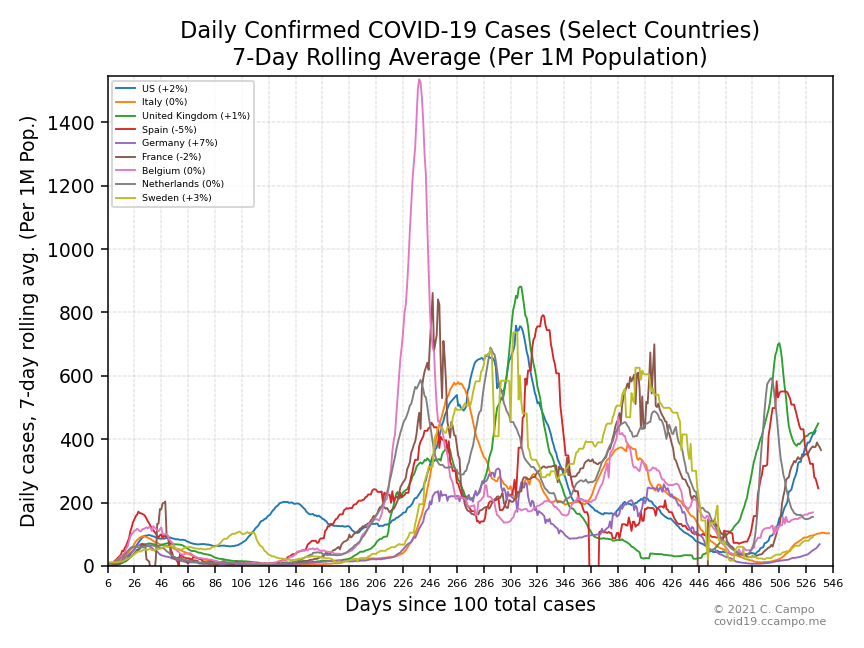 Daily Confirmed COVID-19 Cases (Select Countries)
7-Day Rolling Average (Per 1M Population)
Daily cases, 7-day rolling avg. (Per 1M Pop.)
1400
1200
1000
800
600
400
200
0
US (+2%)
Italy (0%)
United Kingdom (+1%)
Spain (-5%)
Germany (+7%)
France (-2%)
Belgium (0%)
Netherlands (0%)
Sweden (+3%)
6 26 46 66 86 106 126 146 166 186 206 226 246 266 286 306 326 346 366 386 406 426 446 466 486 506 526 546
Days since 100 total cases
© 2021 C. Campo
covid19.ccampo.me